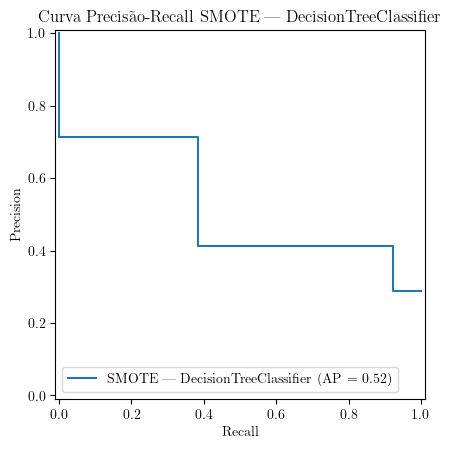 Curva Precisão-Recall SMOTE — DecisionTreeClassifier
1.0
0.8
0.6
0.4
0.2
0.0
Precision
SMOTE — DecisionTreeClassifier (AP = 0.52)
0.0 0.2 0.4 0.6 0.8 1.0
Recall